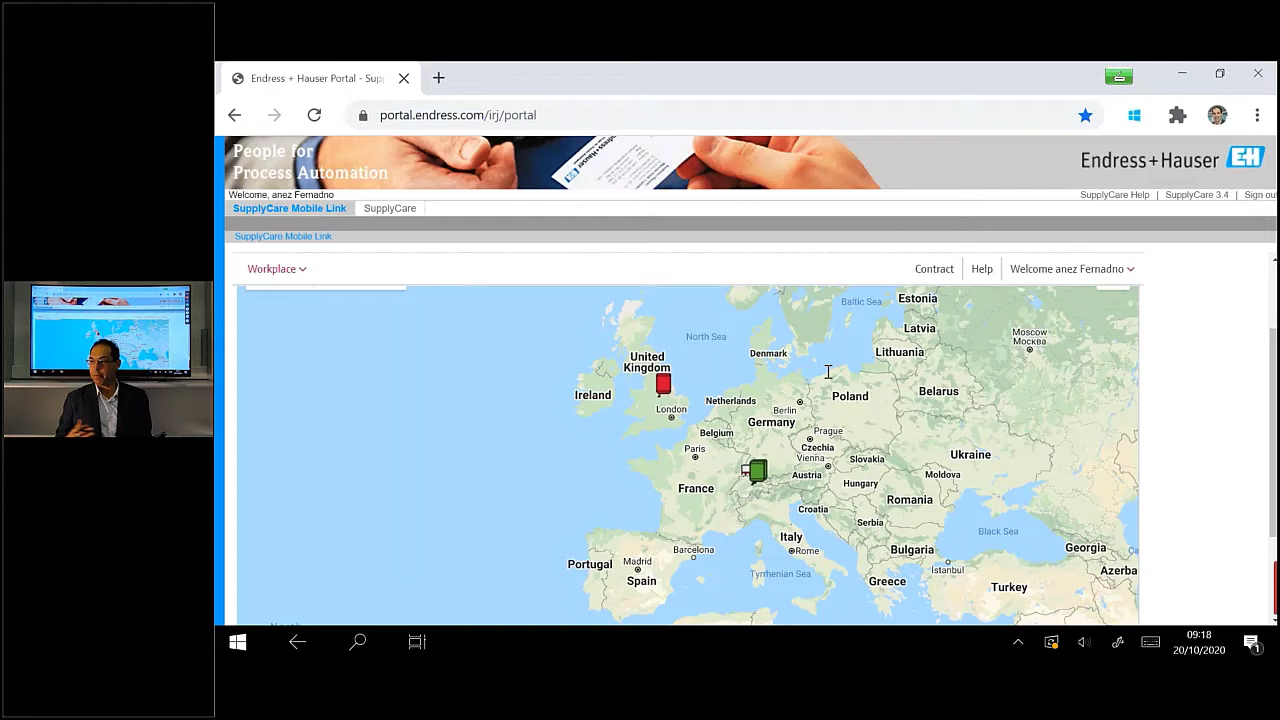 Endress + Hauser Portal - Supp
portal.endress.com/irj/portal
People for
Process Automation
Endress+Hauser EH
Welcome, anez Fernadno
SupplyCare Help | SupplyCare 3.4 | Sign out
SupplyCare Mobile Link
SupplyCare
SupplyCare Mobile Link
Workplace
Contract
Help
Welcome anez Fernadno
Baltic Sea
Estonia
Latvia
Moscow
Москва
North Sea
Denmark
Lithuania
United
Kingdom
Ireland
Netherlands
Berlin
Poland
Belarus
London
Germany
Belgium
Prague
Czechia
Paris
Vienna
Slovakia
Ukraine
Austria
Moldova
Hungary
France
Romania
Croatia
Serbia
Black Sea
Italy
Barcelona
Rome
Bulgaria
Georgia
Portugal
Madrid
Spain
Tyrrhenian Sea
İstanbul
Azerba
Greece
Turkey
09:18
20/10/2020
1